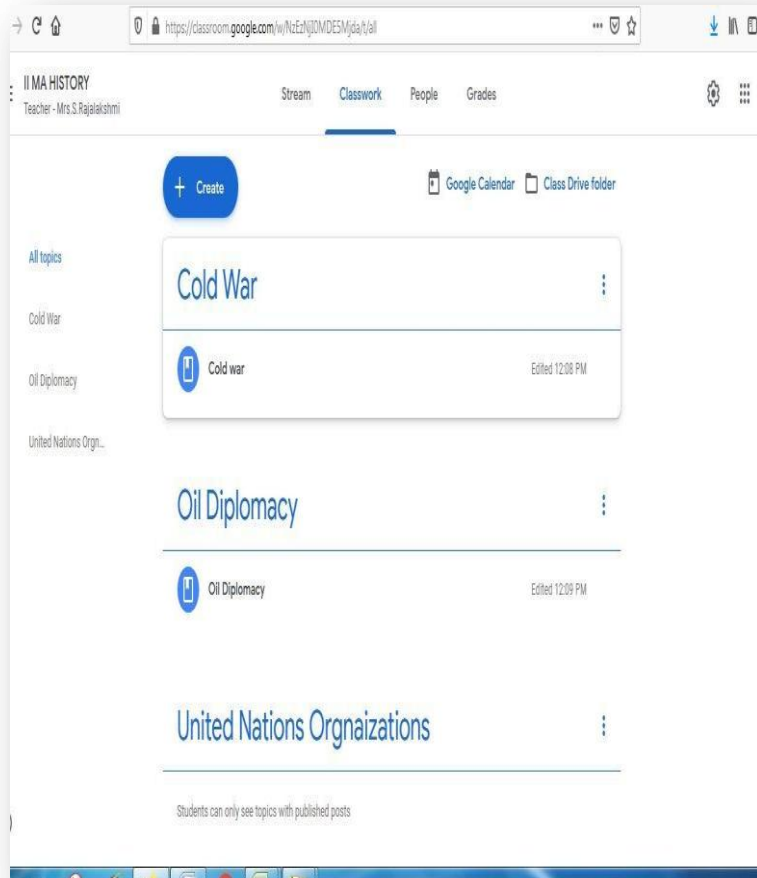 https://classroom.google.com/w/NzEzNjI0MDE5Mjda/t/all
II MA HISTORY
Teacher - Mrs.S.Rajalakshmi
Stream Classwork People Grades
+ Create
Google Calendar Class Drive folder
All topics
Cold War
Oil Diplomacy
United Nations Orgn...
Cold War
Cold war Edited 12:08 PM
Oil Diplomacy
Oil Diplomacy Edited 12:09 PM
United Nations Orgnaizations
Students can only see topics with published posts